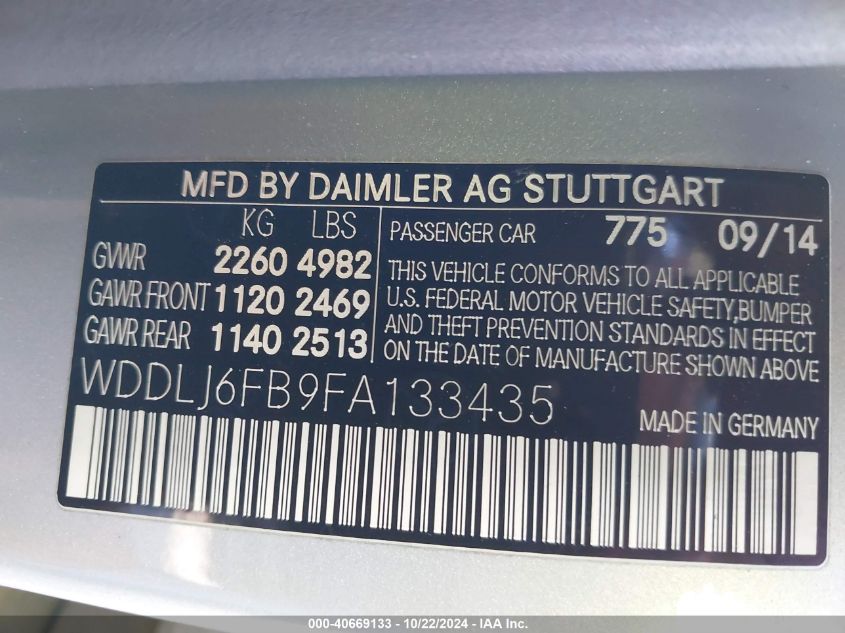 MFD BY DAIMLER AG STUTTGART
KG LBS
GVWR 2260 4982
GAWR FRONT 1120 2469
GAWR REAR 1140 2513
PASSENGER CAR 775 09/14
THIS VEHICLE CONFORMS TO ALL APPLICABLE
U.S. FEDERAL MOTOR VEHICLE SAFETY,BUMPER
AND THEFT PREVENTION STANDARDS IN EFFECT
ON THE DATE OF MANUFACTURE SHOWN ABOVE
WDDLJ6FB9FA133435
MADE IN GERMANY
000-40669133 - 10/22/2024 - IAA Inc.